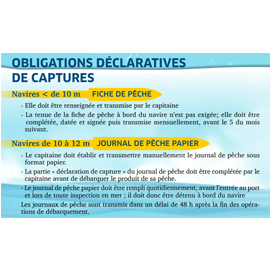 OBLIGATIONS DÉCLARATIVES
DE CAPTURES
Navires < de 10 m FICHE DE PÊCHE
- Elle doit être renseignée et transmise par le capitaine
- La tenue de la fiche de pêche à bord du navire n'est pas exigée; elle doit être
complétée, datée et signée puis transmise mensuellement, avant le 5 du mois
suivant.
Navires de 10 à 12 m JOURNAL DE PÊCHE PAPIER
- Le capitaine doit établir et transmettre manuellement le journal de pêche sous
format papier.
- La partie « déclaration de capture » du journal de pêche doit être complétée par le
capitaine avant de débarquer le produit de sa pêche.
- Le journal de pêche papier doit être rempli quotidiennement, avant l'entrée au port
et lors de toute inspection en mer ; il doit donc être détenu à bord du navire
Les journaux de pêche sont transmis dans un délai de 48 h après la fin des opéra-
tions de débarquement.